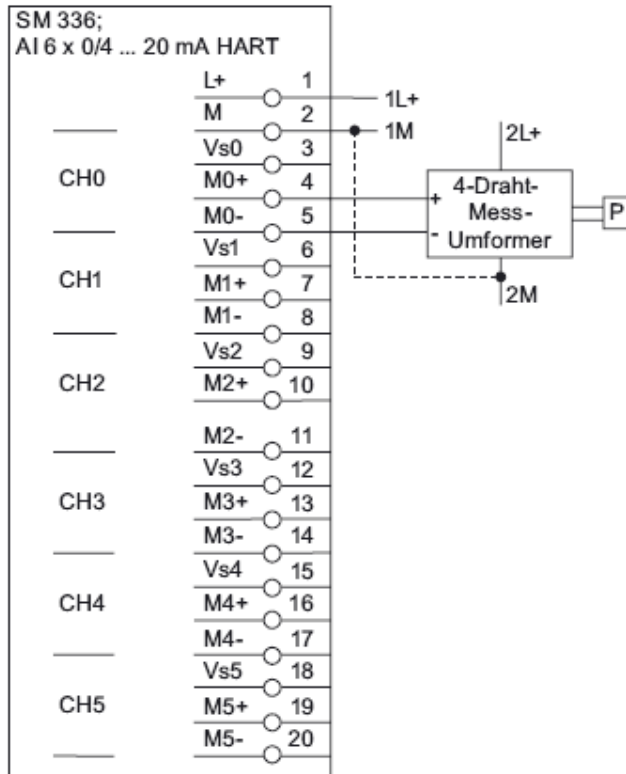 SM 336;
AI 6 x 0/4 ... 20 mA HART
L+ 1
1L+
M 2
1M
2L+
Vs0 3
CH0
M0+ 4
+ 4-Draht-
Mess-
P
M0- 5
- Umformer
Vs1 6
CH1
M1+ 7
2M
M1- 8
Vs2 9
CH2
M2+ 10
M2- 11
Vs3 12
CH3
M3+ 13
M3- 14
Vs4 15
CH4
M4+ 16
M4- 17
Vs5 18
CH5
M5+ 19
M5- 20